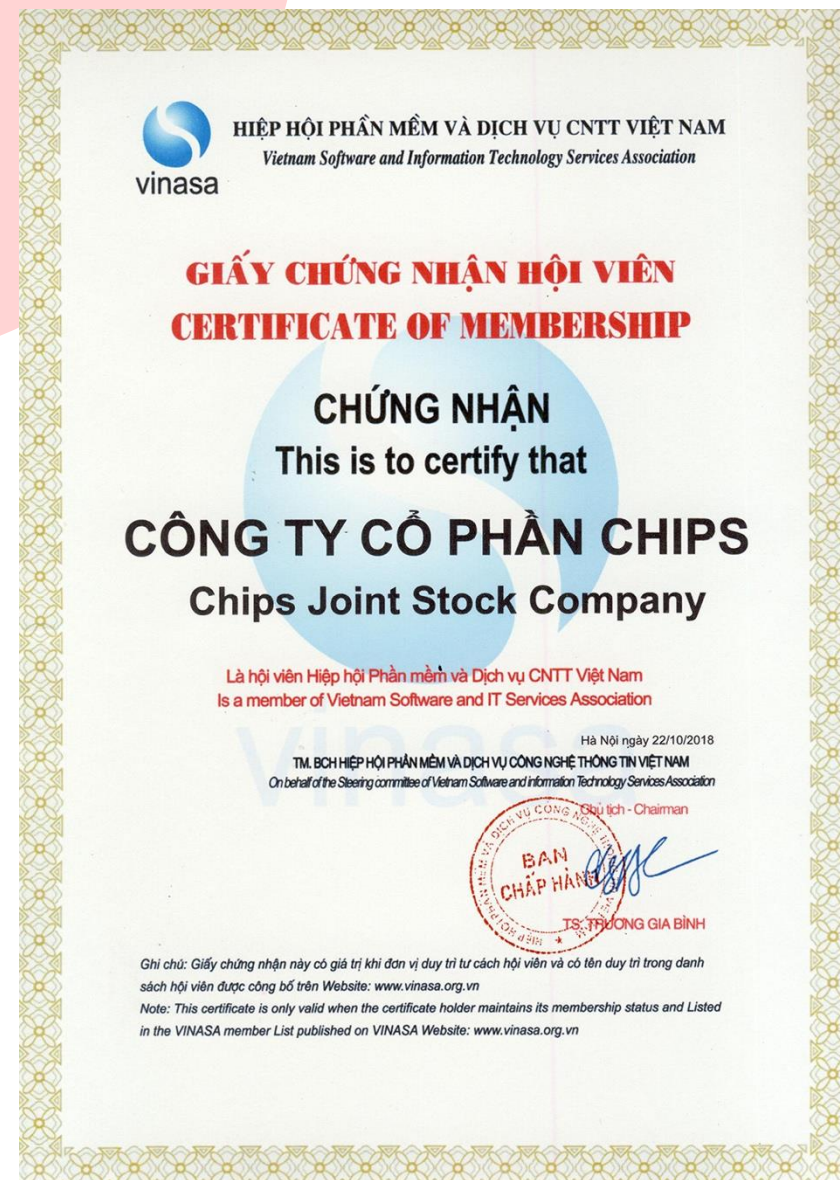 HIỆP HỘI PHẦN MỀM VÀ DỊCH VỤ CNTT VIỆT NAM
Vietnam Software and Information Technology Services Association
vinasa
GIẤY CHỨNG NHẬN HỘI VIÊN
CERTIFICATE OF MEMBERSHIP
CHỨNG NHẬN
This is to certify that
CÔNG TY CỔ PHẦN CHIPS
Chips Joint Stock Company
Là hội viên Hiệp hội Phần mềm và Dịch vụ CNTT Việt Nam
Is a member of Vietnam Software and IT Services Association
vinasa
Hà Nội ngày 22/10/2018
TM. BCH HIỆP HỘI PHẦN MỀM VÀ DỊCH VỤ CÔNG NGHỆ THÔNG TIN VIỆT NAM
On behalf of the Steering committee of Vietnam Software and information Technology Services Association
Chủ tịch - Chairman
BAN
CHẤP HÀNH
TS. TRƯƠNG GIA BÌNH
Ghi chú: Giấy chứng nhận này có giá trị khi đơn vị duy trì tư cách hội viên và có tên duy trì trong danh
sách hội viên được công bố trên Website: www.vinasa.org.vn
Note: This certificate is only valid when the certificate holder maintains its membership status and Listed
in the VINASA member List published on VINASA Website: www.vinasa.org.vn